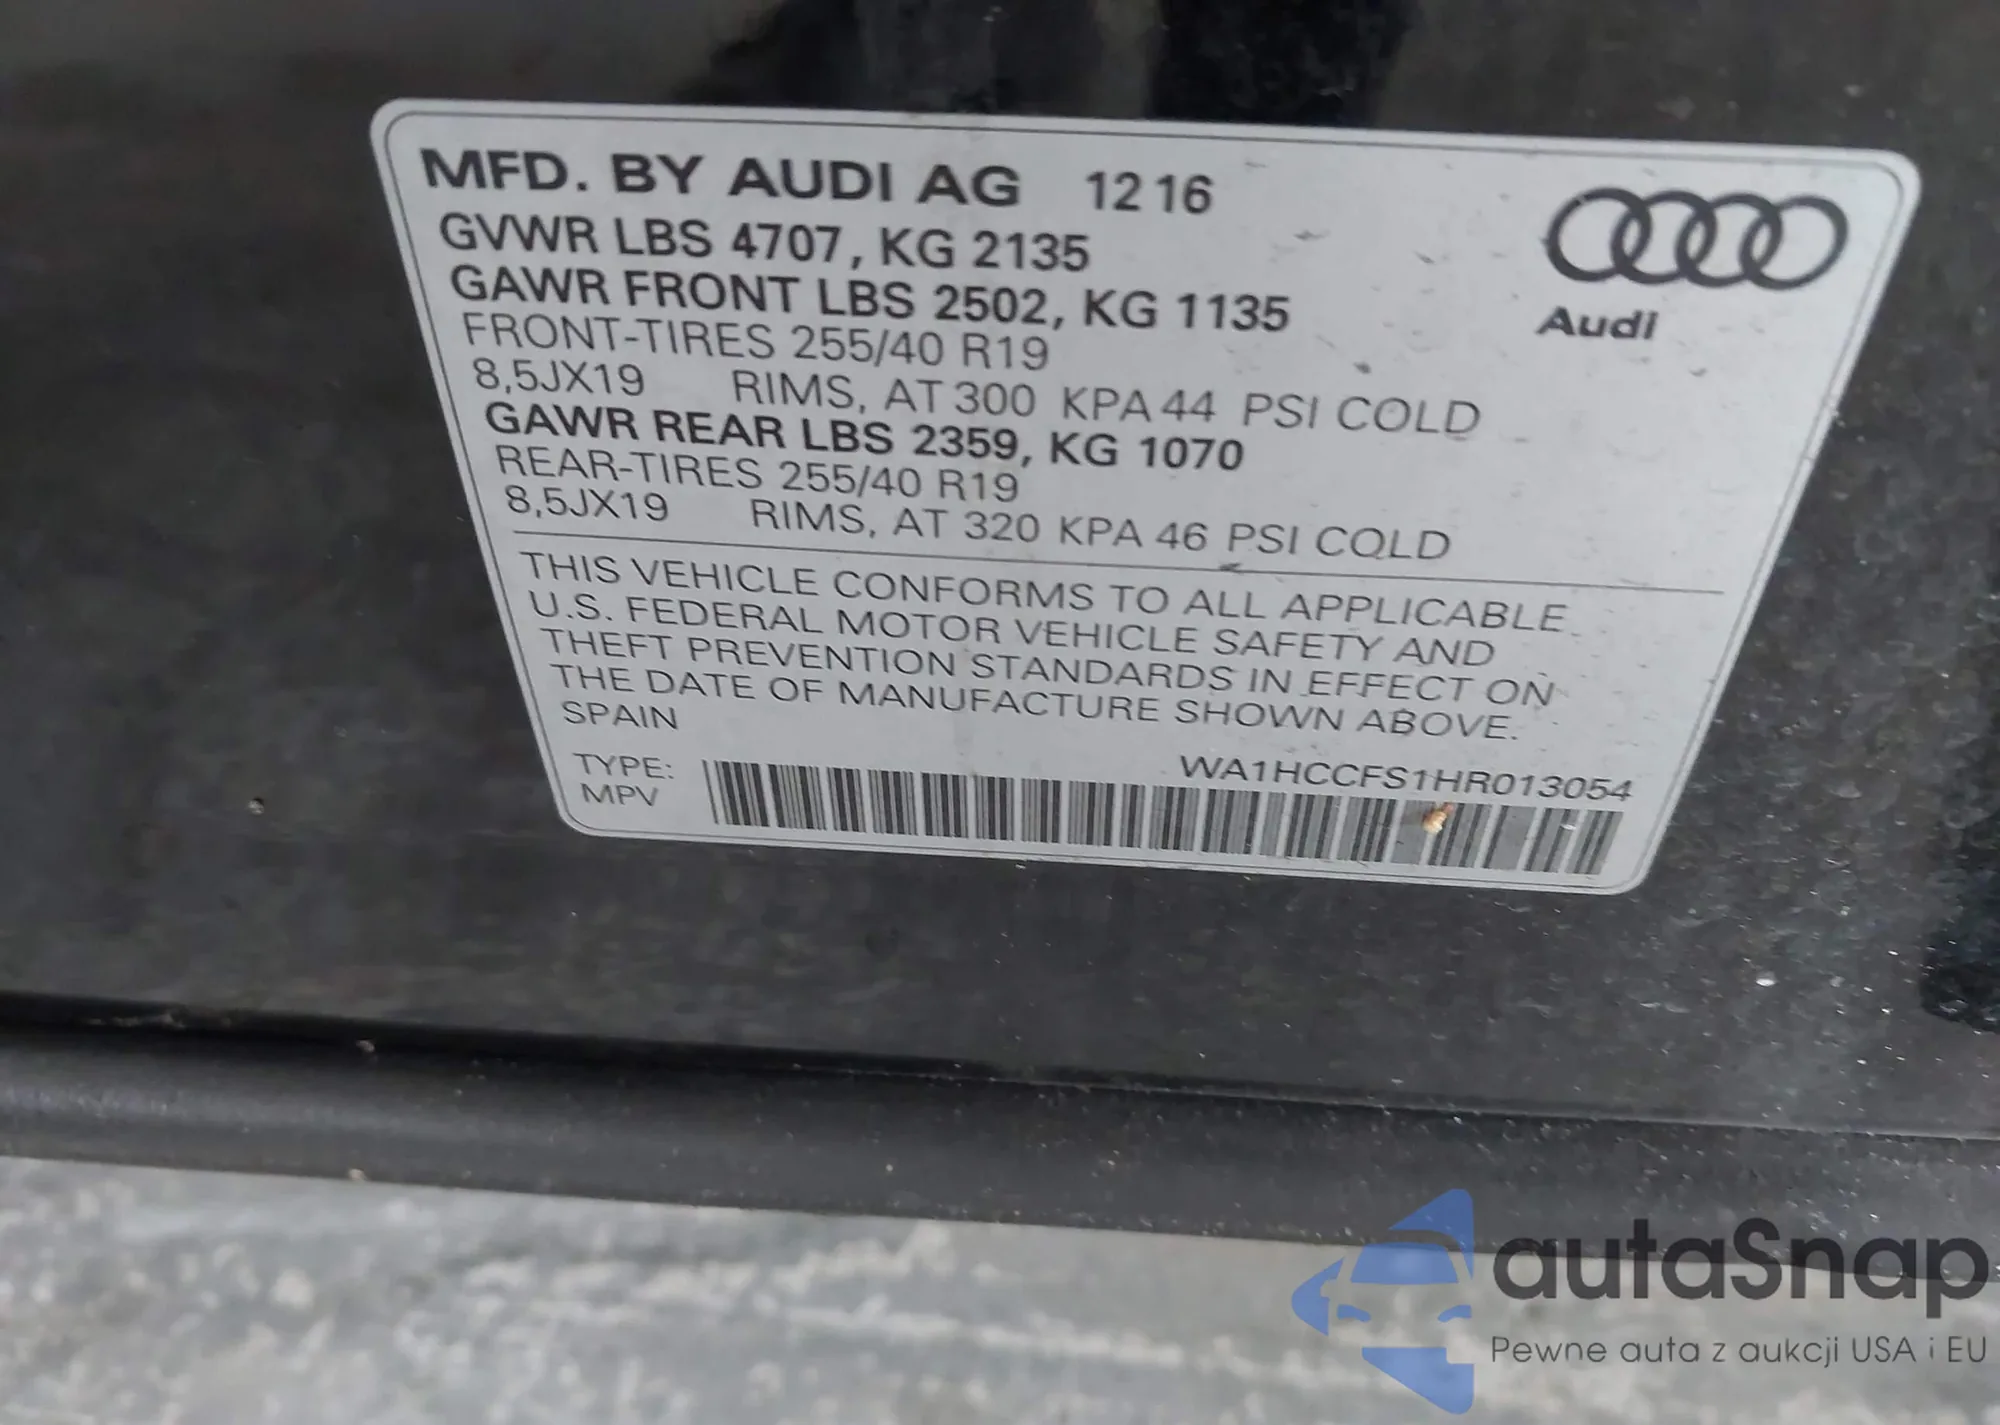 MFD. BY AUDI AG 12 16
GVWR LBS 4707, KG 2135
GAWR FRONT LBS 2502, KG 1135
FRONT-TIRES 255/40 R19
8,5JX19 RIMS, AT 300 KPA 44 PSI COLD
GAWR REAR LBS 2359, KG 1070
REAR-TIRES 255/40 R19
8,5JX19 RIMS, AT 320 KPA 46 PSI COLD
Audi
THIS VEHICLE CONFORMS TO ALL APPLICABLE
U.S. FEDERAL MOTOR VEHICLE SAFETY AND
THEFT PREVENTION STANDARDS IN EFFECT ON
THE DATE OF MANUFACTURE SHOWN ABOVE.
SPAIN
TYPE: WA1HCCFS1HR013054
MPV
autaSnap
Pewne auta z aukcji USA i EU